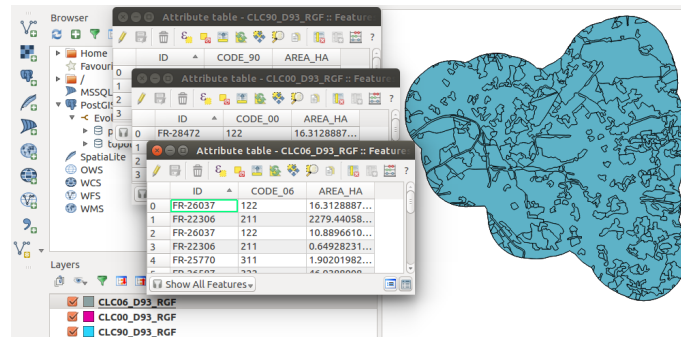 Browser
Home
Favouri
/
MSSQL
PostGIS
Evol
p
topo
SpatiaLite
OWS
WCS
WFS
WMS
Layers
CLC06_D93_RGF
CLC00_D93_RGF
CLC90_D93_RGF
Attribute table - CLC90_D93_RGF :: Feature
ID CODE_90 AREA_HA
0
1
2
3
Attribute table - CLC00_D93_RGF :: Feature
ID CODE_00 AREA_HA
0 FR-28472 122 16.3128887...
1
2
3
Attribute table - CLC06_D93_RGF :: Feature
?
ID CODE_06 AREA_HA
0 FR-26037 122 16.3128887...
1 FR-22306 211 2279.44058...
2 FR-26037 122 10.8896610...
3 FR-22306 211 0.64928231...
4 FR-25770 311 1.90201982...
Show All Features